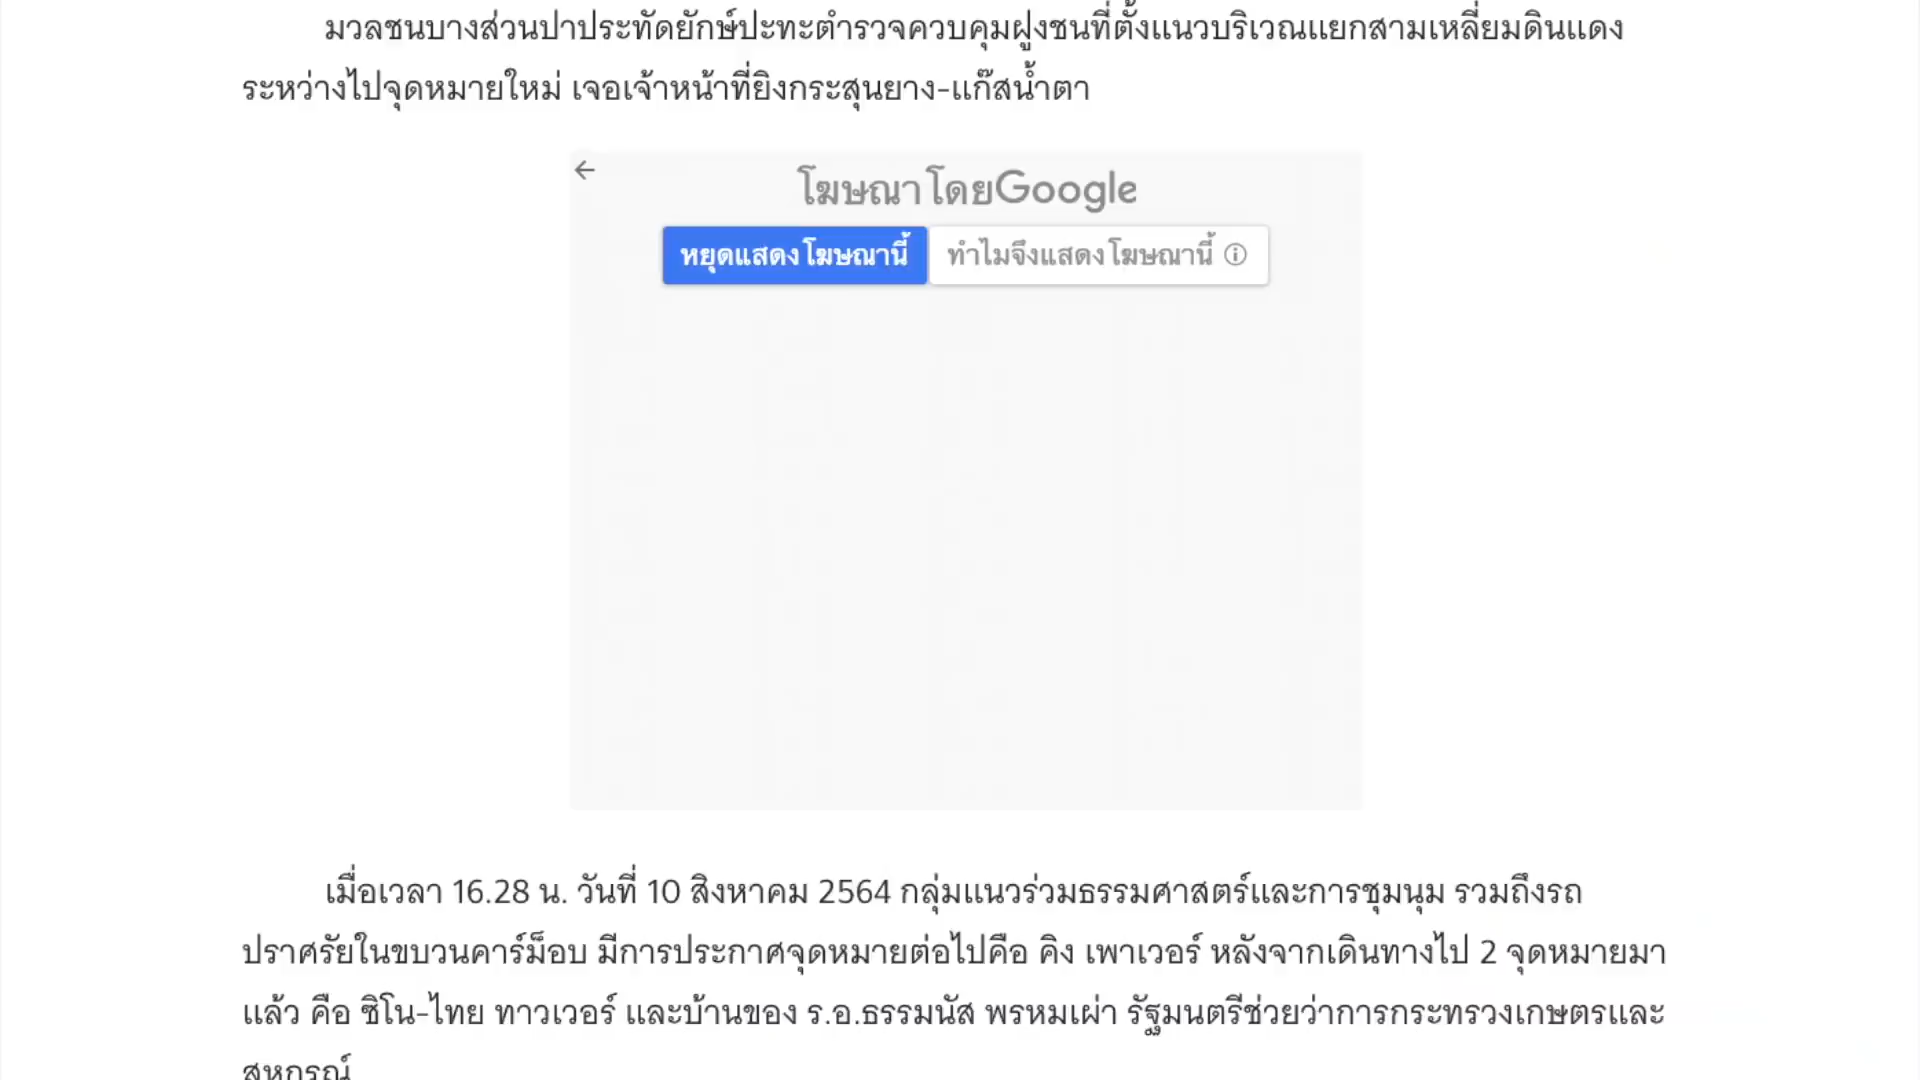 มวลชนบางส่วนปาประทัดยักษ์ปะทะตำรวจควบคุมฝูงชนที่ตั้งแนวบริเวณแยกสามเหลี่ยมดินแดง
ระหว่างไปจุดหมายใหม่ เจอเจ้าหน้าที่ยิงกระสุนยาง-แก๊สน้ำตา
โฆษณาโดยGoogle
หยุดแสดงโฆษณานี้ ทำไมจึงแสดงโฆษณานี้
เมื่อเวลา 16.28 น. วันที่ 10 สิงหาคม 2564 กลุ่มแนวร่วมธรรมศาสตร์และการชุมนุม รวมถึงรถ
ปราศรัยในขบวนคาร์ม็อบ มีการประกาศจุดหมายต่อไปคือ คิง เพาเวอร์ หลังจากเดินทางไป 2 จุดหมายมา
แล้ว คือ ซิโน-ไทย ทาวเวอร์ และบ้านของ ร.อ.ธรรมนัส พรหมเผ่า รัฐมนตรีช่วยว่าการกระทรวงเกษตรและ
สหกรณ์